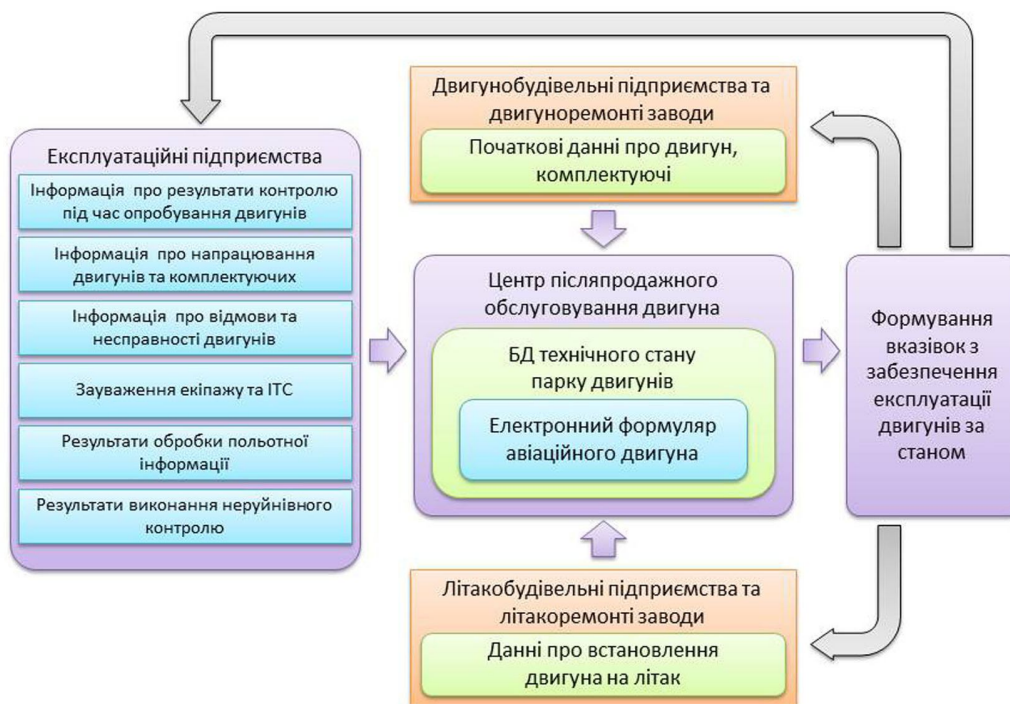 Двигунобудівельні підприємства та
двигуноремонті заводи
Початкові данні про двигун,
комплектуючі
Експлуатаційні підприємства
Інформація про результати контролю
під час опробування двигунів
Інформація про напрацювання
двигунів та комплектуючих
Інформація про відмови та
несправності двигунів
Зауваження екіпажу та ІТС
Результати обробки польотної
інформації
Результати виконання неруйнівного
контролю
Центр післяпродажного
обслуговування двигуна
БД технічного стану
парку двигунів
Електронний формуляр
авіаційного двигуна
Формування
вказівок з
забезпечення
експлуатації
двигунів за
станом
Літакобудівельні підприємства та
літакоремонті заводи
Данні про встановлення
двигуна на літак